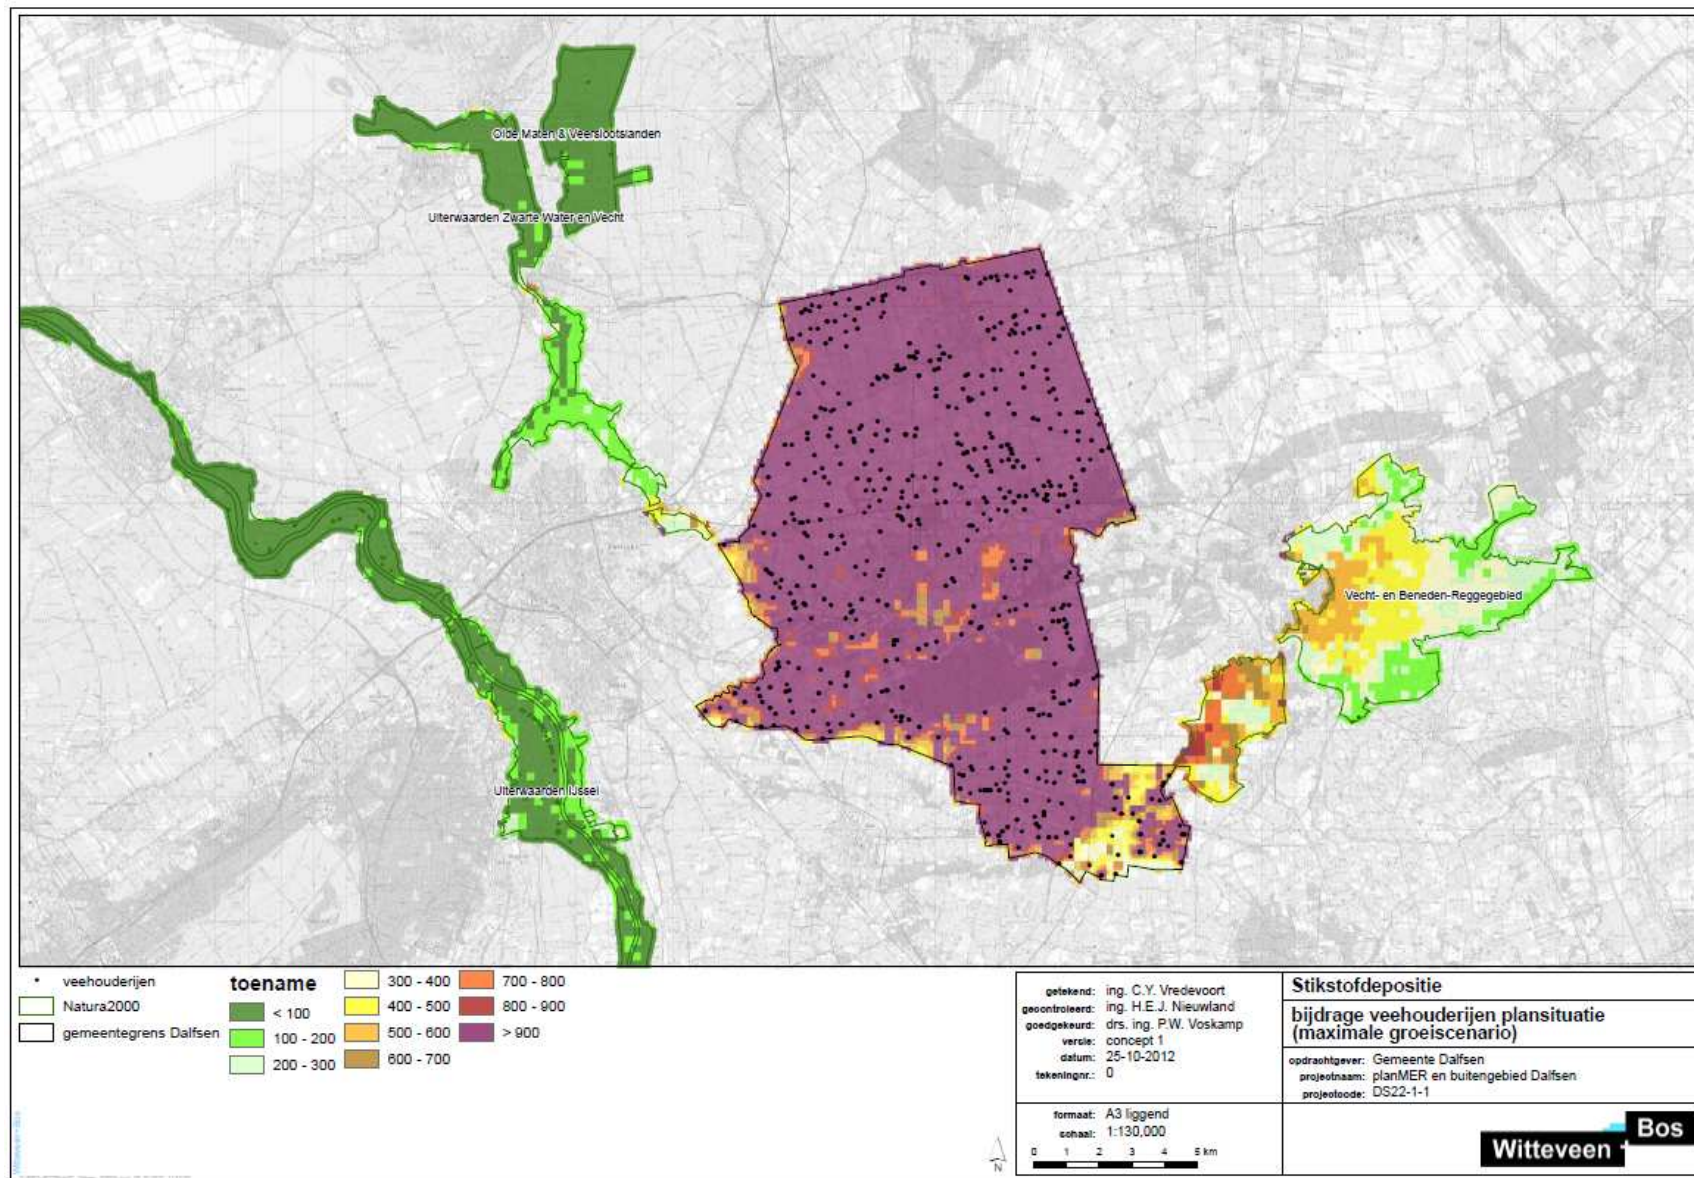 Olde Maten & Veerslootslanden
Uiterwaarden Zwarte Water en Vecht
Vecht- en Beneden-Reggegebied
Uiterwaarden IJssel
veehouderijen
Natura2000
gemeentegrens Dalfsen
toename
< 100
100 - 200
200 - 300
300 - 400
400 - 500
500 - 600
600 - 700
700 - 800
800 - 900
> 900
getekend: ing. C.Y. Vredevoort
gecontroleerd: ing. H.E.J. Nieuwland
goedgekeurd: drs. ing. P.W. Voskamp
versie: concept 1
datum: 25-10-2012
tekeningnr.: 0
formaat: A3 liggend
schaal: 1:130,000
0 1 2 3 4 5 km
N
Stikstofdepositie
bijdrage veehouderijen plansituatie
(maximale groeiscenario)
opdrachtgever: Gemeente Dalfsen
projectnaam: planMER en buitengebied Dalfsen
projectcode: DS22-1-1
Witteveen + Bos
Witteveen+Bos